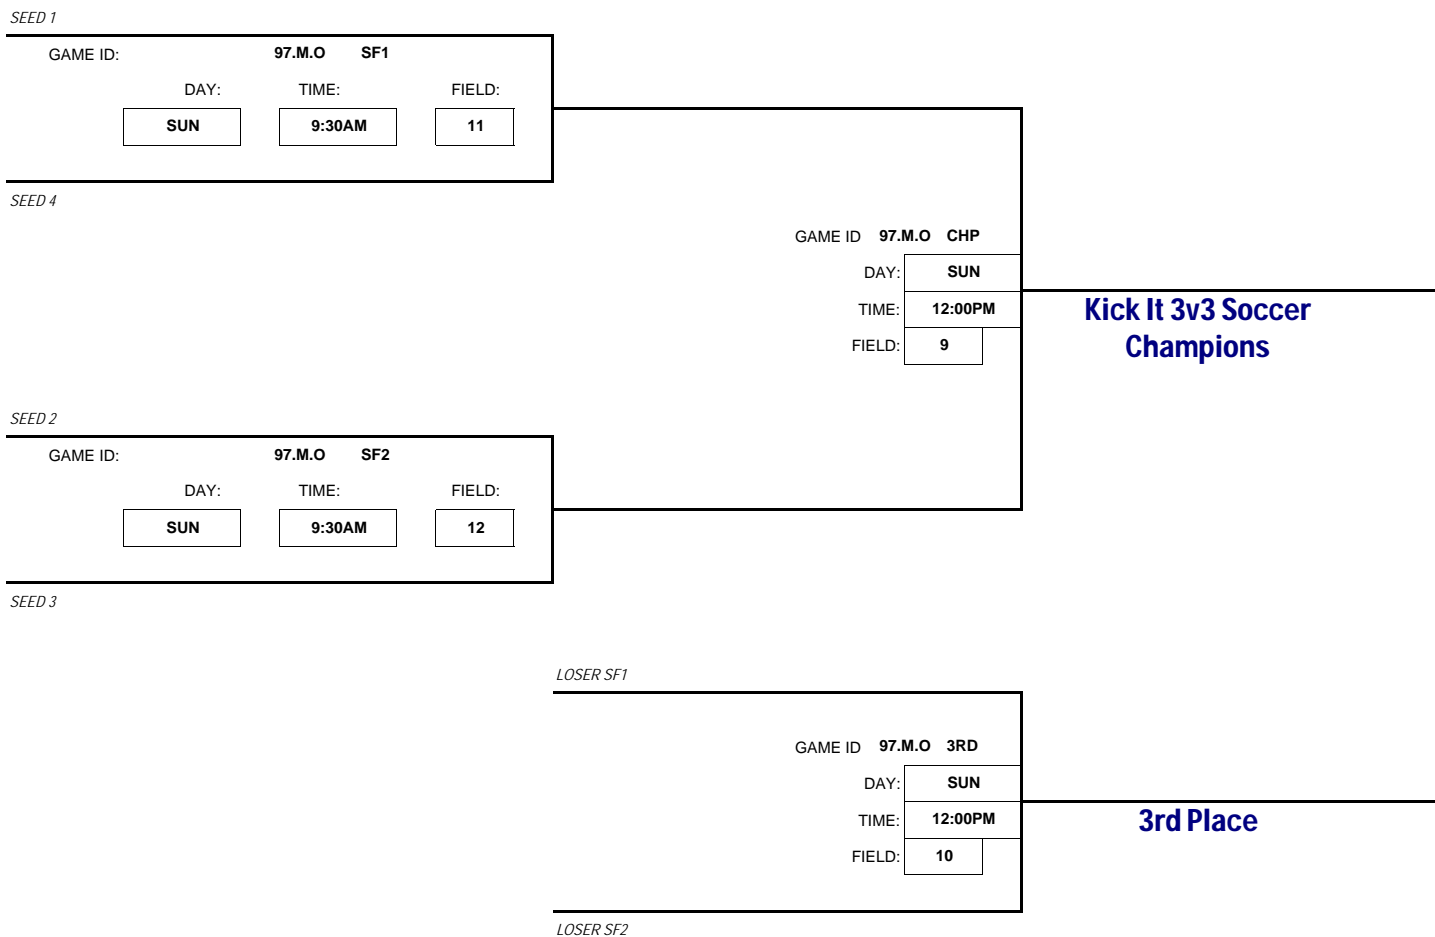 SEED 1
GAME ID: 97.M.O SF1
DAY: TIME: FIELD:
SUN 9:30AM 11
SEED 4
GAME ID 97.M.O CHP
DAY: SUN
TIME: 12:00PM
FIELD: 9
Kick It 3v3 Soccer
Champions
SEED 2
GAME ID: 97.M.O SF2
DAY: TIME: FIELD:
SUN 9:30AM 12
SEED 3
LOSER SF1
GAME ID 97.M.O 3RD
DAY: SUN
TIME: 12:00PM
FIELD: 10
3rd Place
LOSER SF2